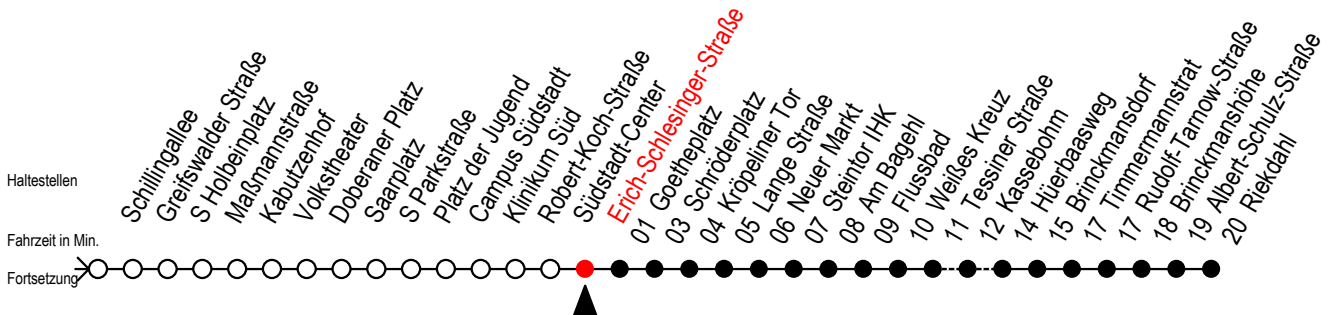 Haltestellen
Fahrzeit in Min.
Fortsetzung
Schillingallee
Greifswalder Straße
S Holbeinplatz
Maßmannstraße
Kabutzenhof
Volkstheater
Doberaner Platz
Saarplatz
S Parkstraße
Platz der Jugend
Campus Südstadt
Klinikum Süd
Robert-Koch-Straße
Südstadt-Center
Erich-Schlesinger-Straße
01 Goetheplatz
03 Schröderplatz
04 Kröpeliner Tor
05 Lange Straße
06 Neuer Markt
07 Steintor IHK
08 Am Bagehl
09 Flussbad
10 Weißes Kreuz
11 Tessiner Straße
12 Kassebohm
14 Hüerbaasweg
15 Brinckmansdorf
17 Timmermannstrat
17 Rudolf-Tarnow-Straße
18 Brinckmanshöhe
19 Albert-Schulz-Straße
20 Riekdahl